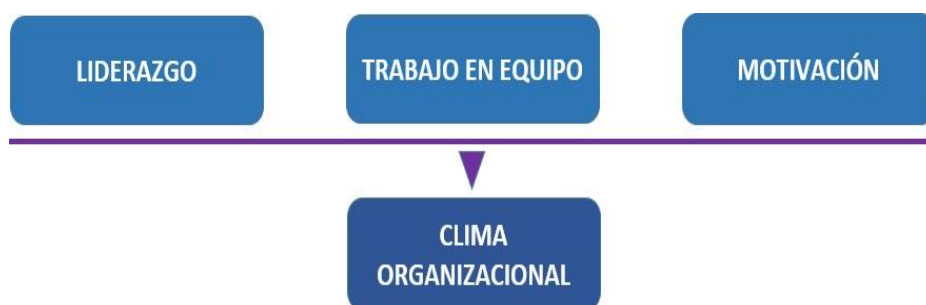 LIDERAZGO
TRABAJO EN EQUIPO
MOTIVACIÓN
CLIMA
ORGANIZACIONAL